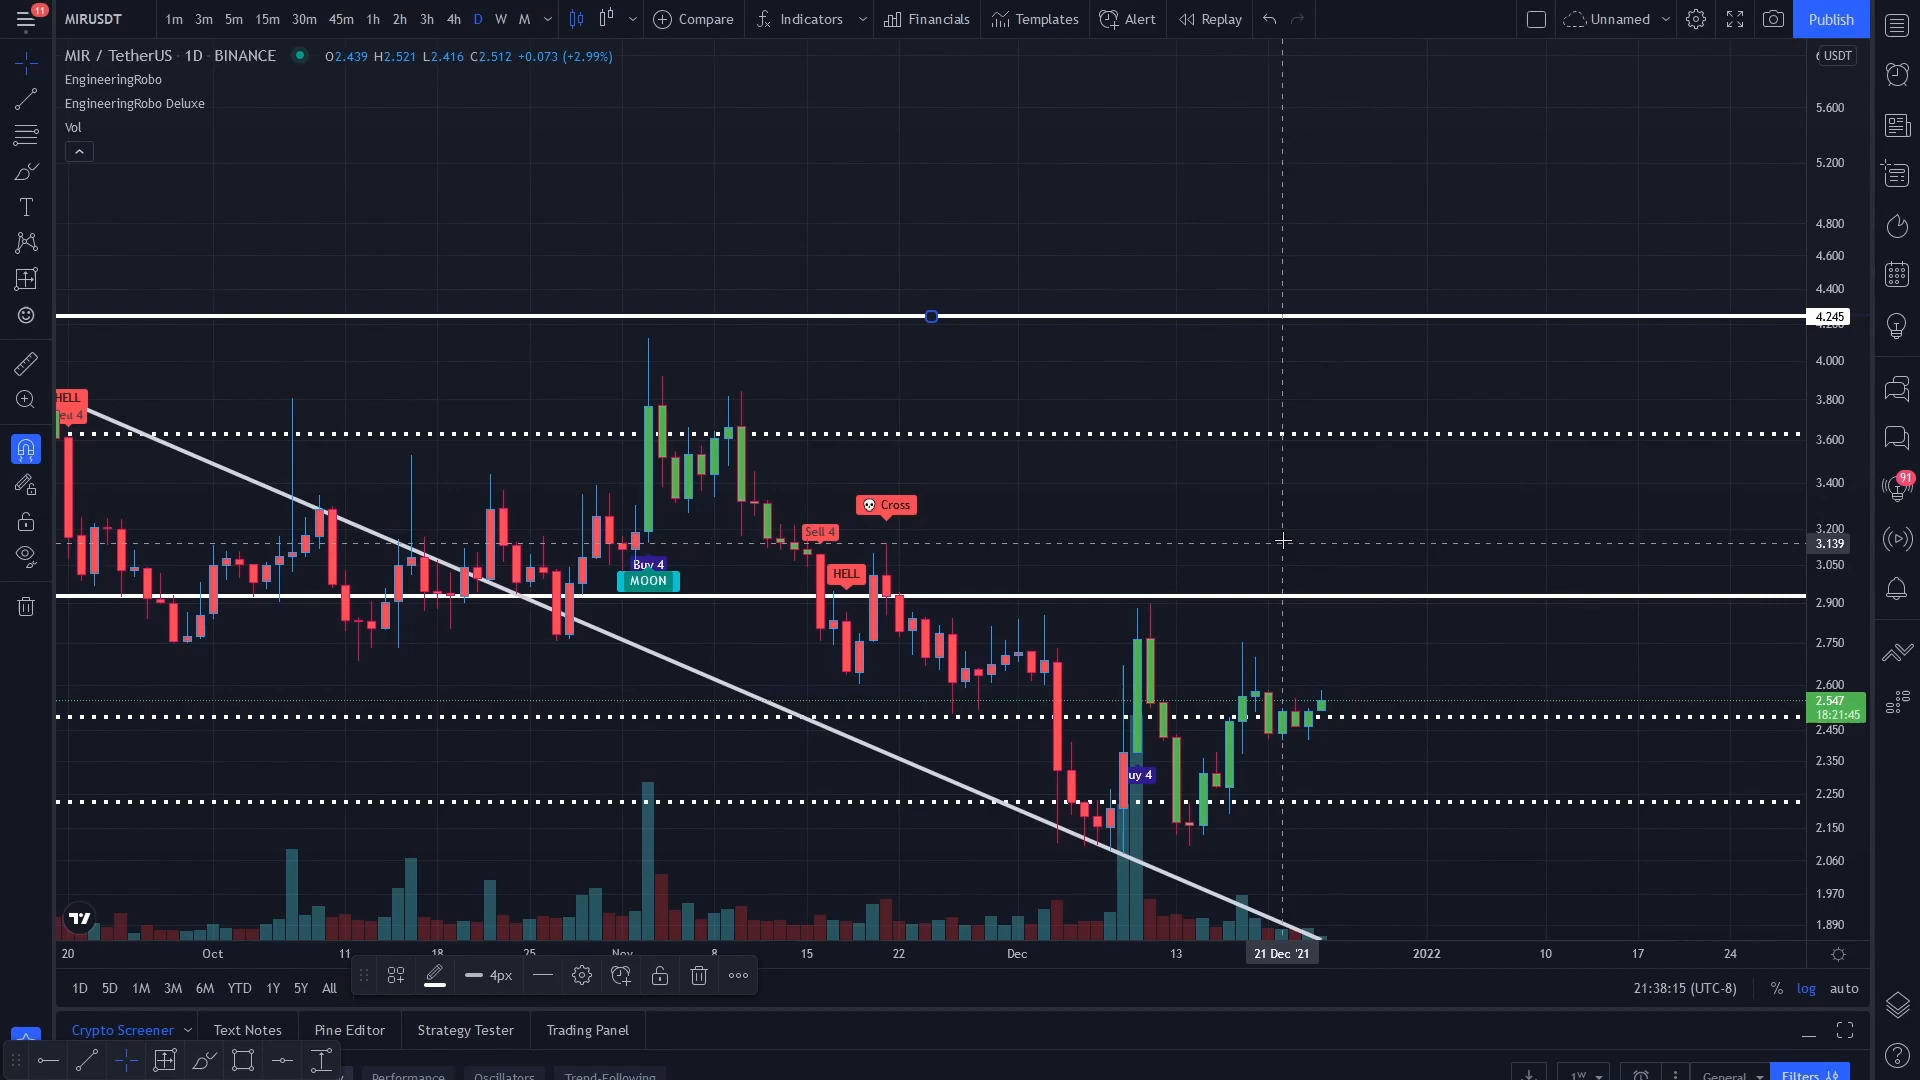 11
MIRUSDT
1m 3m 5m 15m 30m 45m 1h 2h 3h 4h D W M
Compare
Indicators
Financials
Templates
Alert
Replay
Unnamed
Publish
MIR / TetherUS · 1D · BINANCE
O2.439 H2.521 L2.416 C2.512 +0.073 (+2.99%)
EngineeringRobo
EngineeringRobo Deluxe
Vol
USDT
5.600
5.200
4.800
4.600
4.400
4.245
4.000
3.800
3.600
3.400
3.200
3.139
3.050
2.900
2.750
2.600
2.547
18:21:45
2.450
2.350
2.250
2.150
2.060
1.970
1.890
HELL
Sell 4
Buy 4
MOON
Sell 4
HELL
Cross
uy 4
91
20 Oct 11 18 25 Nov 8 15 22 Dec 13 21 Dec '21 2022 10 17 24
4px
1D 5D 1M 3M 6M YTD 1Y 5Y All
21:38:15 (UTC-8)
% log auto
Crypto Screener
Text Notes
Pine Editor
Strategy Tester
Trading Panel
Performance
Oscillators
Trend-Following
1W
General
Filters